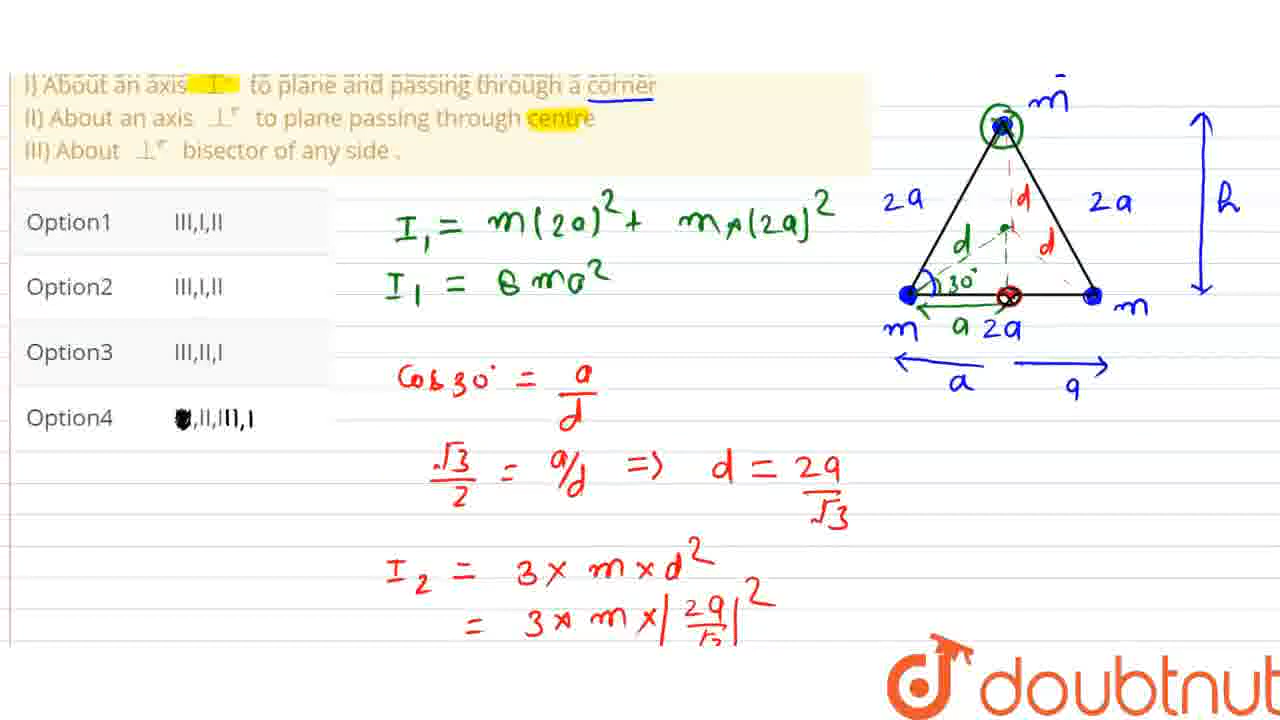 I) About an axis ⊥ʳ to plane and passing through a corner
II) About an axis ⊥ʳ to plane passing through centre
III) About ⊥ʳ bisector of any side .
Option1 III,I,II
Option2 III,I,II
Option3 III,II,I
Option4 ,II,III,I
I₁ = m(2a)² + m×(2a)²
I₁ = 8ma²
Cos30° = a/d
√3/2 = a/d => d = 2a/√3
I₂ = 3×m×d²
= 3×m×|2a/√3|²
m
2a
d
2a
h
d
d
30°
m
a
2a
m
a
a
doubtnut